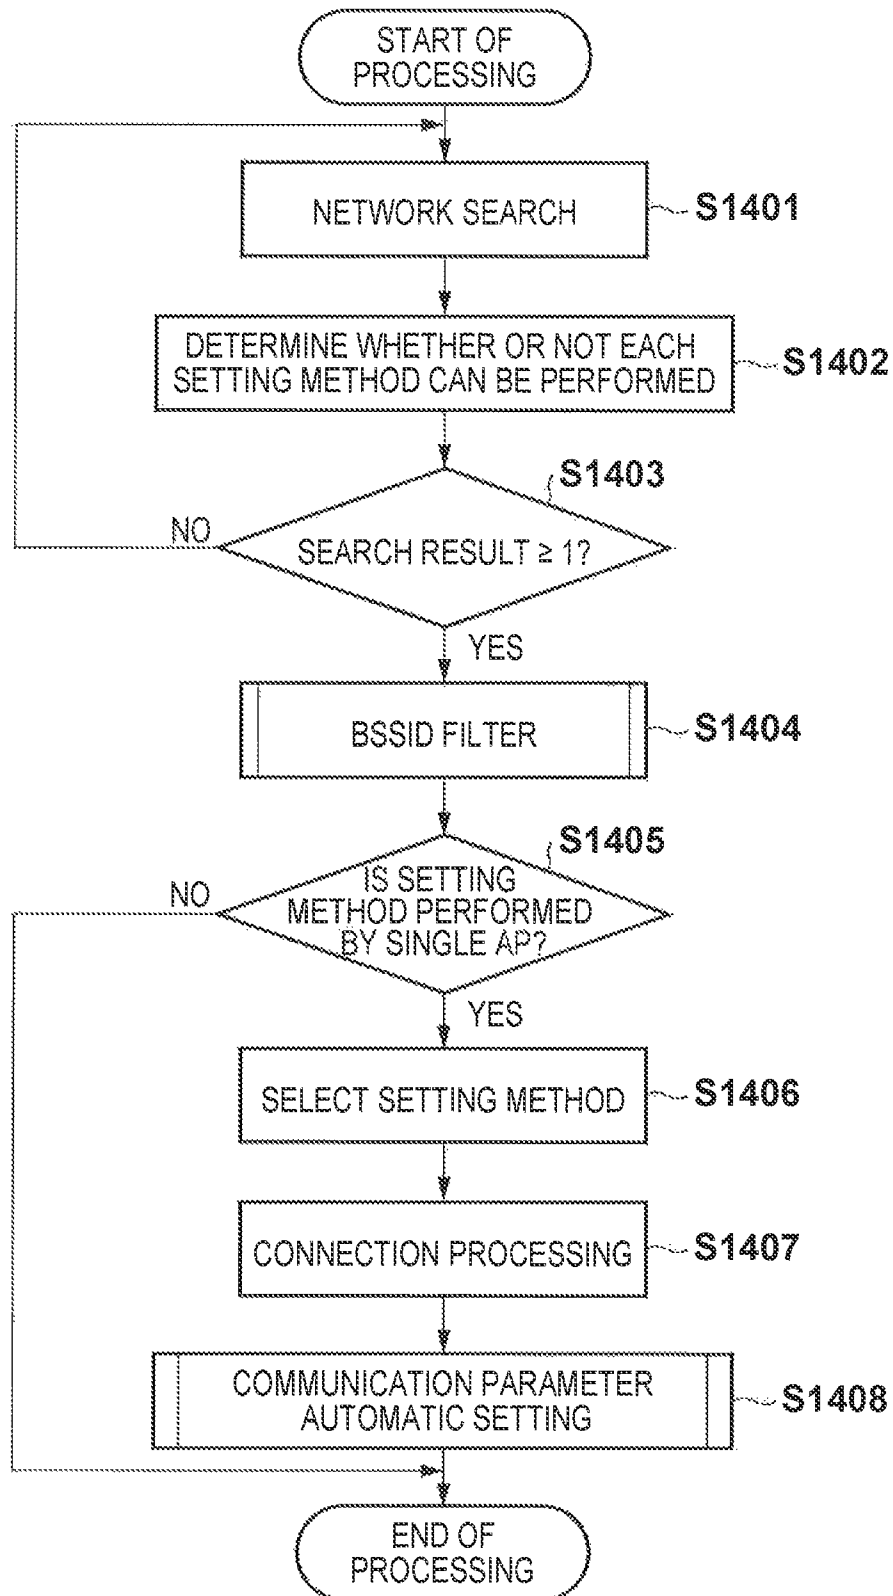 START OF
PROCESSING
NETWORK SEARCH
S1401
DETERMINE WHETHER OR NOT EACH
SETTING METHOD CAN BE PERFORMED
S1402
S1403
NO
SEARCH RESULT ≥ 1?
YES
BSSID FILTER
S1404
S1405
NO
IS SETTING
METHOD PERFORMED
BY SINGLE AP?
YES
SELECT SETTING METHOD
S1406
CONNECTION PROCESSING
S1407
COMMUNICATION PARAMETER
AUTOMATIC SETTING
S1408
END OF
PROCESSING